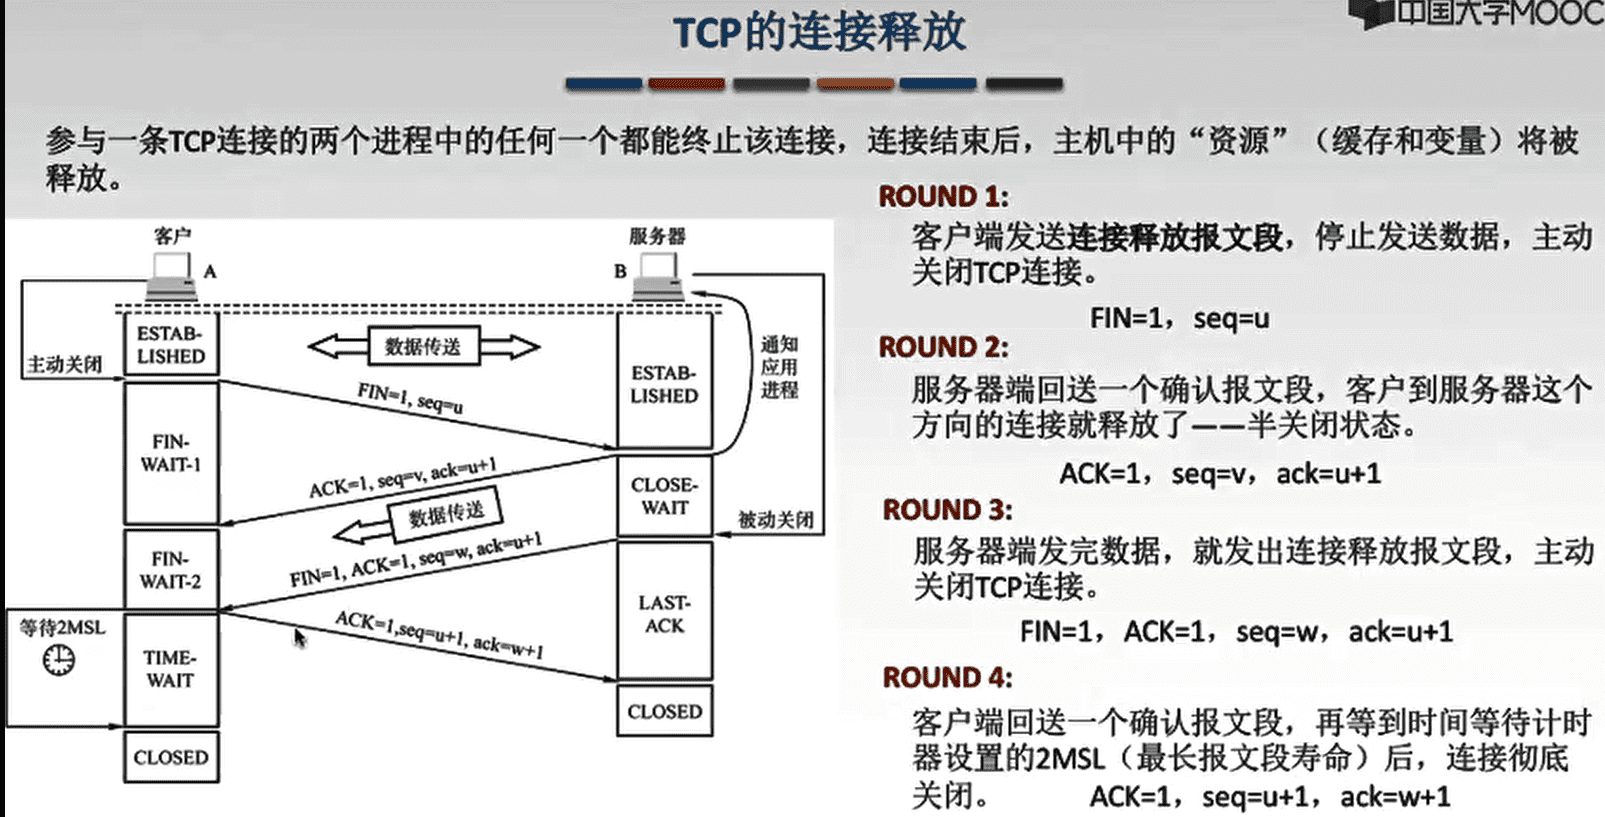 TCP的连接释放
中国大学MOOC
参与一条TCP连接的两个进程中的任何一个都能终止该连接，连接结束后，主机中的“资源”（缓存和变量）将被
释放。
客户
A
服务器
B
ESTAB-
LISHED
数据传送
主动关闭
FIN=1, seq=u
ESTAB-
LISHED
通知
应用
进程
FIN-
WAIT-1
ACK=1, seq=v, ack=u+1
CLOSE-
WAIT
数据传送
被动关闭
FIN-
WAIT-2
FIN=1, ACK=1, seq=w, ack=u+1
等待2MSL
ACK=1,seq=u+1, ack=w+1
LAST-
ACK
TIME-
WAIT
CLOSED
CLOSED
ROUND 1:
客户端发送连接释放报文段，停止发送数据，主动
关闭TCP连接。
FIN=1，seq=u
ROUND 2:
服务器端回送一个确认报文段，客户到服务器这个
方向的连接就释放了——半关闭状态。
ACK=1，seq=v，ack=u+1
ROUND 3:
服务器端发完数据，就发出连接释放报文段，主动
关闭TCP连接。
FIN=1，ACK=1，seq=w，ack=u+1
ROUND 4:
客户端回送一个确认报文段，再等到时间等待计时
器设置的2MSL（最长报文段寿命）后，连接彻底
关闭。 ACK=1，seq=u+1，ack=w+1